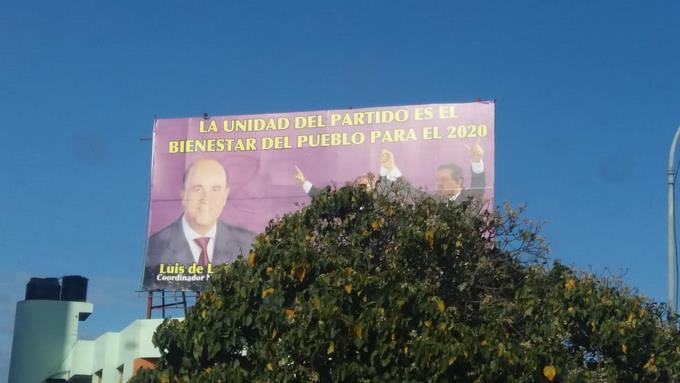 LA UNIDAD DEL PARTIDO ES EL
BIENESTAR DEL PUEBLO PARA EL 2020
Luis de
Coordinador